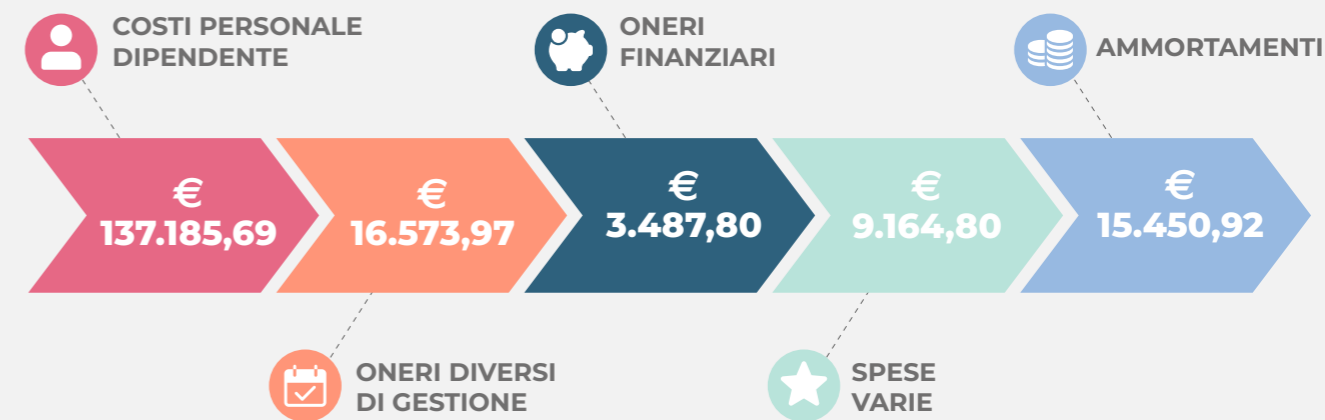 COSTI PERSONALE
DIPENDENTE
€
137.185,69
ONERI DIVERSI
DI GESTIONE
€
16.573,97
ONERI
FINANZIARI
€
3.487,80
SPESE
VARIE
€
9.164,80
AMMORTAMENTI
€
15.450,92